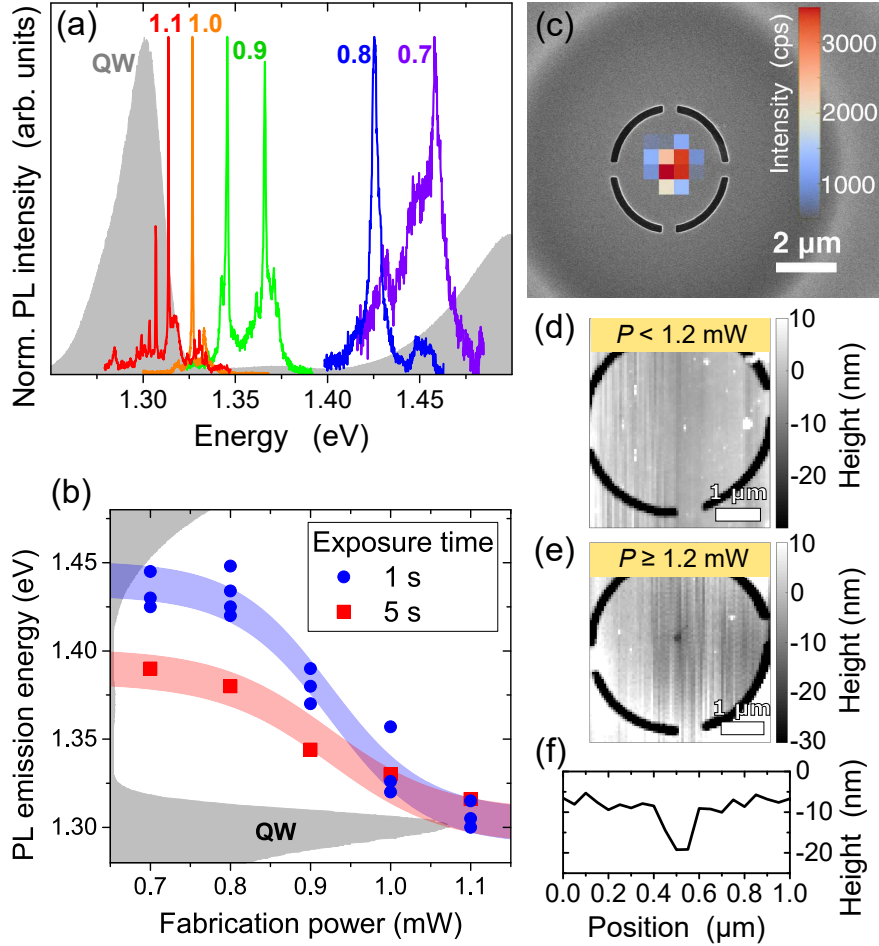 (a)
QW
1.1
1.0
0.9
0.8
0.7
Norm. PL intensity (arb. units)
1.30
1.35
1.40
1.45
Energy (eV)
(b)
PL emission energy (eV)
1.45
1.40
1.35
1.30
Exposure time
1 s
5 s
QW
0.7
0.8
0.9
1.0
1.1
Fabrication power (mW)
(c)
Intensity (cps)
3000
2000
1000
2 µm
(d)
P < 1.2 mW
1 µm
10
0
-10
-20
Height (nm)
(e)
P ≥ 1.2 mW
1 µm
10
0
-10
-20
-30
Height (nm)
(f)
0
-10
-20
Height (nm)
0.0
0.2
0.4
0.6
0.8
1.0
Position (µm)